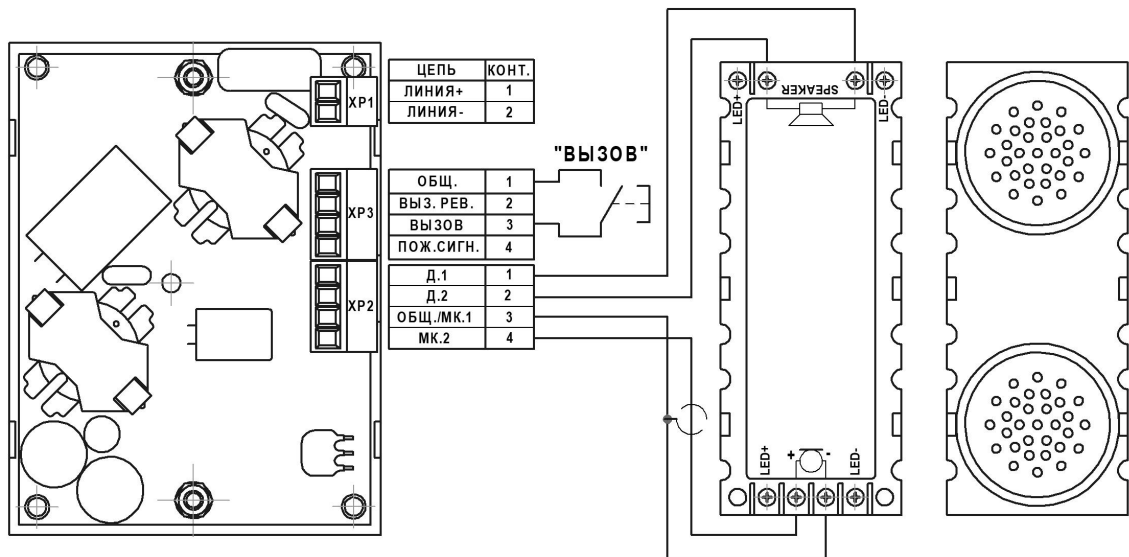 ЦЕПЬ КОНТ.
ЛИНИЯ+ 1
ЛИНИЯ- 2
XP1
"ВЫЗОВ"
ОБЩ. 1
ВЫЗ. РЕВ. 2
ВЫЗОВ 3
ПОЖ.СИГН. 4
XP3
Д.1 1
Д.2 2
ОБЩ./МК.1 3
МК.2 4
XP2
LED+
SPEAKER
LED-
LED+
+
-
LED-